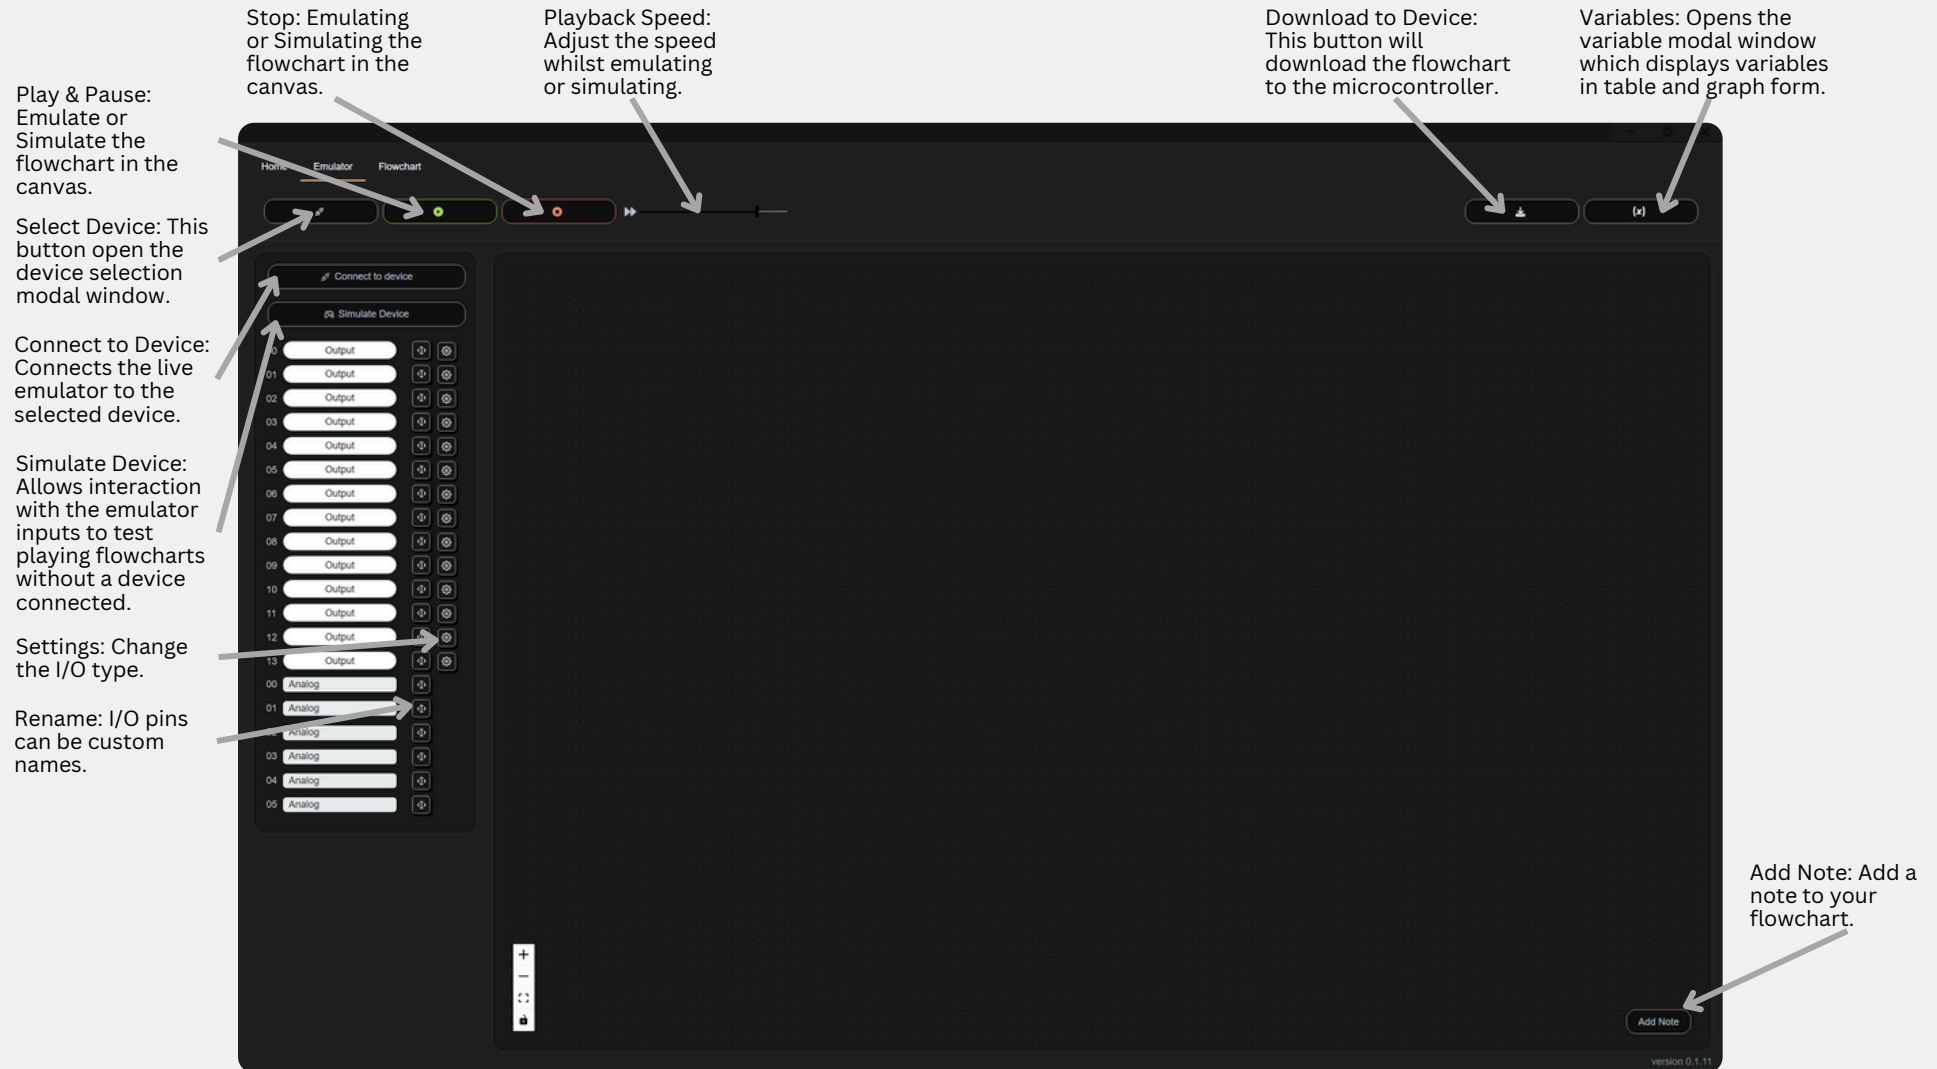 Stop: Emulating
or Simulating the
flowchart in the
canvas.
Playback Speed:
Adjust the speed
whilst emulating
or simulating.
Download to Device:
This button will
download the flowchart
to the microcontroller.
Variables: Opens the
variable modal window
which displays variables
in table and graph form.
Play & Pause:
Emulate or
Simulate the
flowchart in the
canvas.
Select Device: This
button open the
device selection
modal window.
Connect to Device:
Connects the live
emulator to the
selected device.
Simulate Device:
Allows interaction
with the emulator
inputs to test
playing flowcharts
without a device
connected.
Settings: Change
the I/O type.
Rename: I/O pins
can be custom
names.
Home Emulator Flowchart
(x)
Connect to device
Simulate Device
0 Output
01 Output
02 Output
03 Output
04 Output
05 Output
06 Output
07 Output
08 Output
09 Output
10 Output
11 Output
12 Output
13 Output
00 Analog
01 Analog
02 Analog
03 Analog
04 Analog
05 Analog
Add Note: Add a
note to your
flowchart.
Add Note
version 0.1.11